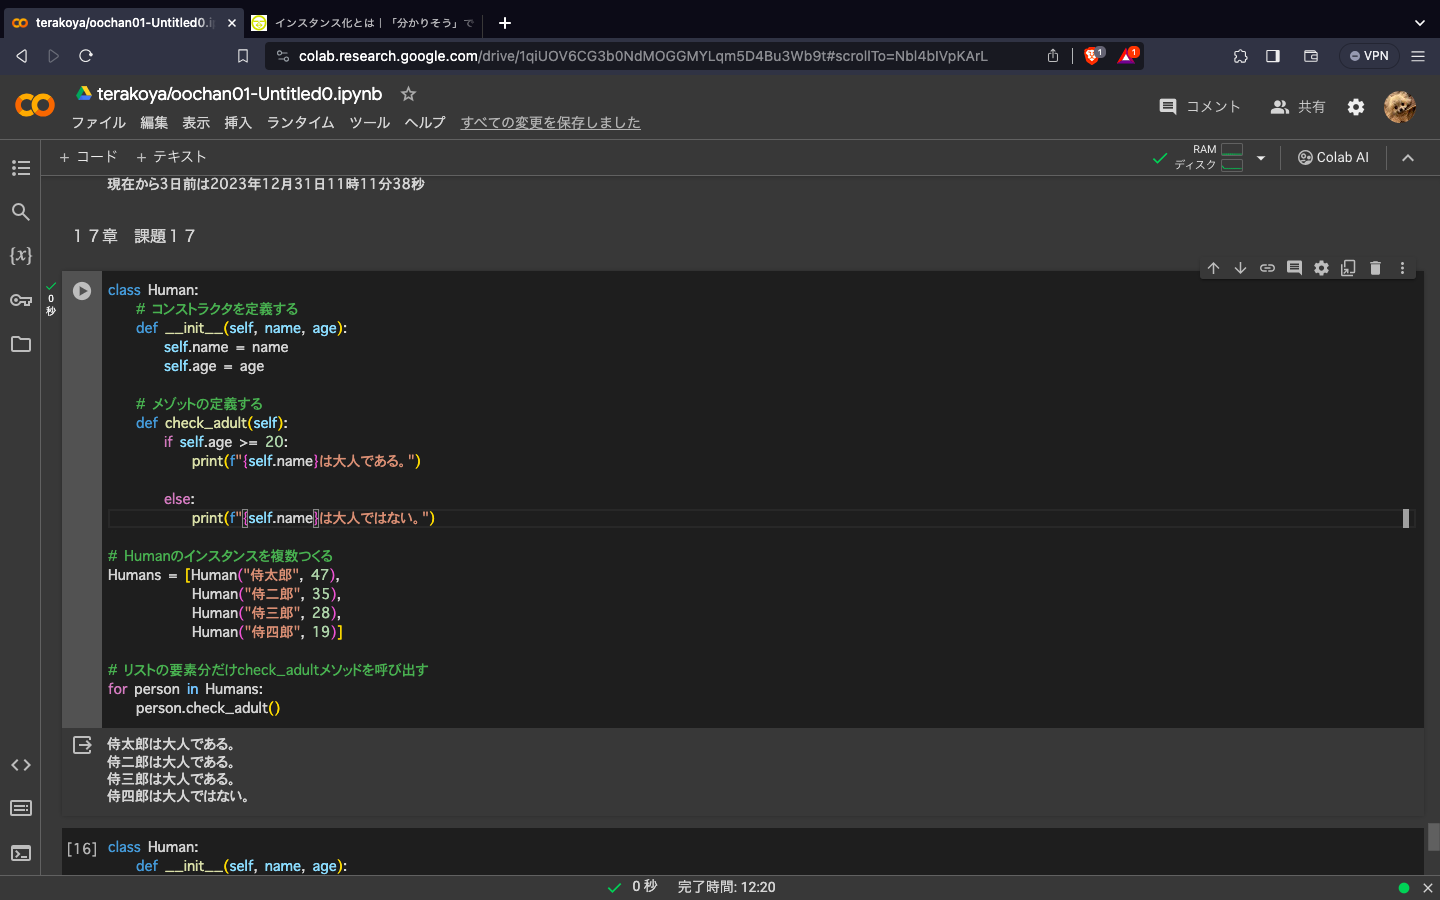 terakoya/oochan01-Untitled0.i
インスタンス化とは｜「分かりそう」で
colab.research.google.com/drive/1qiUOV6CG3b0NdMOGGMYLqm5D4Bu3Wb9t#scrollTo=Nbl4blVpKArL
1
1
VPN
terakoya/oochan01-Untitled0.ipynb
コメント
共有
ファイル 編集 表示 挿入 ランタイム ツール ヘルプ すべての変更を保存しました
+ コード + テキスト
RAM
ディスク
Colab AI
現在から3日前は2023年12月31日11時11分38秒
１７章　課題１７
{x}
0
秒
class Human:
    # コンストラクタを定義する
    def __init__(self, name, age):
        self.name = name
        self.age = age
    # メゾットの定義する
    def check_adult(self):
        if self.age >= 20:
            print(f"{self.name}は大人である。")
        else:
            print(f"{self.name}は大人ではない。")
# Humanのインスタンスを複数つくる
Humans = [Human("侍太郎", 47),
            Human("侍二郎", 35),
            Human("侍三郎", 28),
            Human("侍四郎", 19)]
# リストの要素分だけcheck_adultメソッドを呼び出す
for person in Humans:
    person.check_adult()
侍太郎は大人である。
侍二郎は大人である。
侍三郎は大人である。
侍四郎は大人ではない。
[16] class Human:
    def __init__(self, name, age):
0 秒 完了時間: 12:20